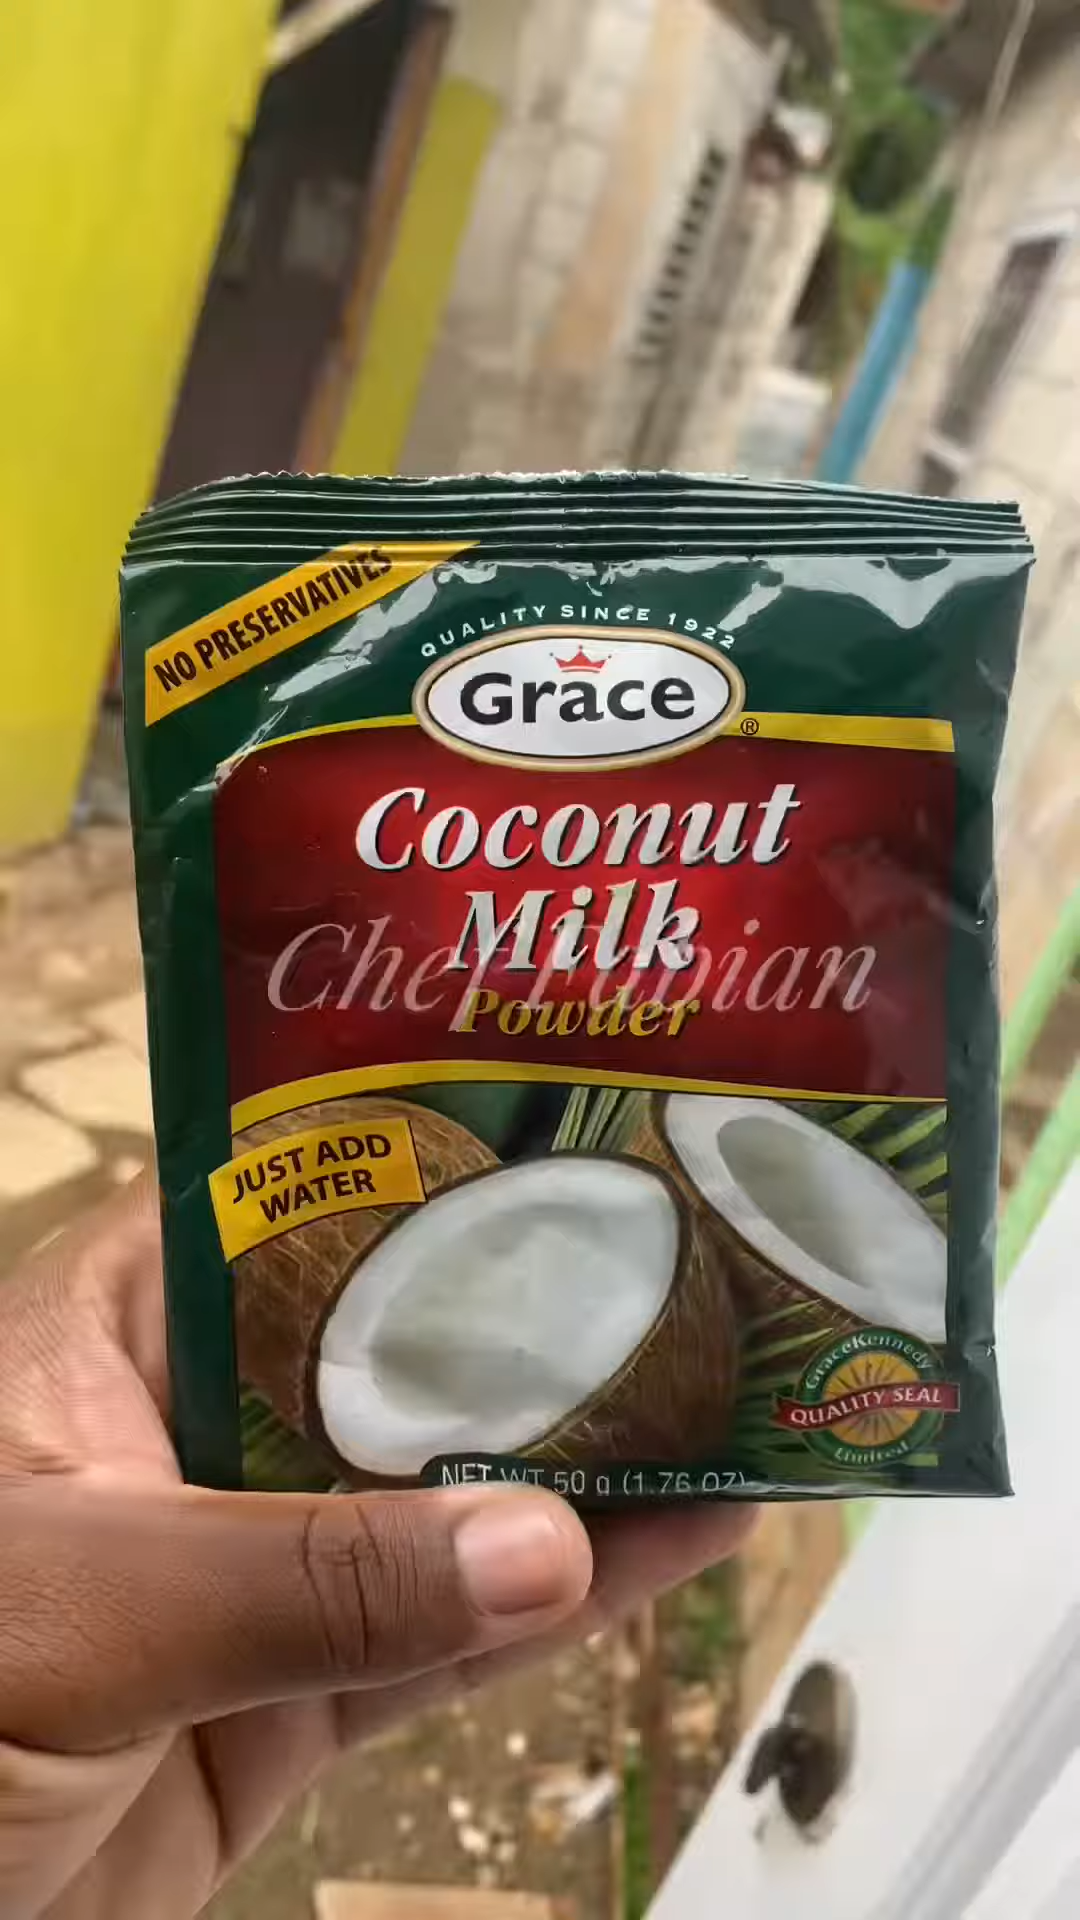 NO PRESERVATIVES
QUALITY SINCE 1922
Grace
®
Coconut
Milk
Powder
Chef Fabian
JUST ADD
WATER
GraceKennedy
QUALITY SEAL
Limited
NET WT 50 g (1.76 OZ)